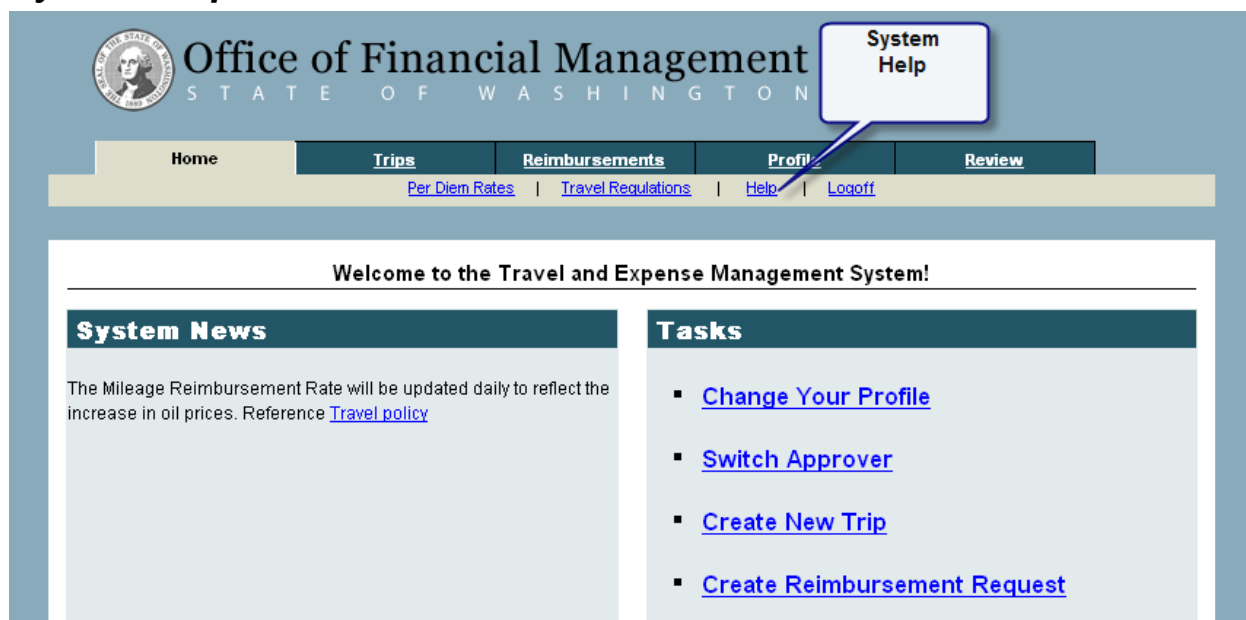 Office of Financial Management
STATE OF WASHINGTON
System
Help
Home Trips Reimbursements Profile Review
Per Diem Rates | Travel Regulations | Help | Logoff
Welcome to the Travel and Expense Management System!
System News
The Mileage Reimbursement Rate will be updated daily to reflect the
increase in oil prices. Reference Travel policy
Tasks
Change Your Profile
Switch Approver
Create New Trip
Create Reimbursement Request